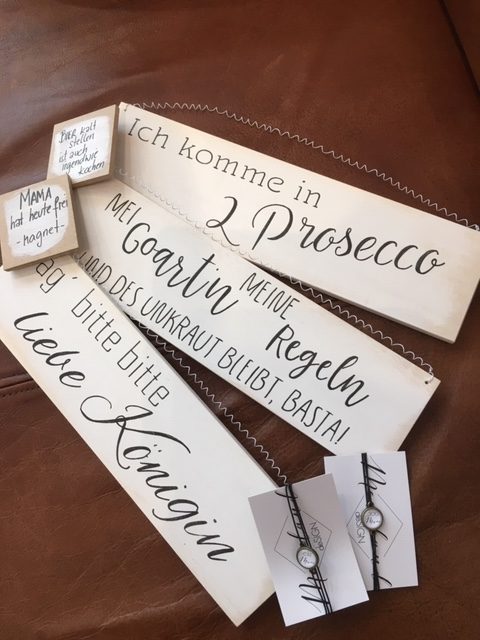 Ich komme in
2 Prosecco
BIER kalt
stellen
ist auch
irgendwie
kochen
MAMA
hat heute frei
-magnet-
MEI
Goartn
MEINE
Regeln
UND DES UNKRAUT BLEIBT, BASTA!
bitte bitte
liebe Königin
DESIGN